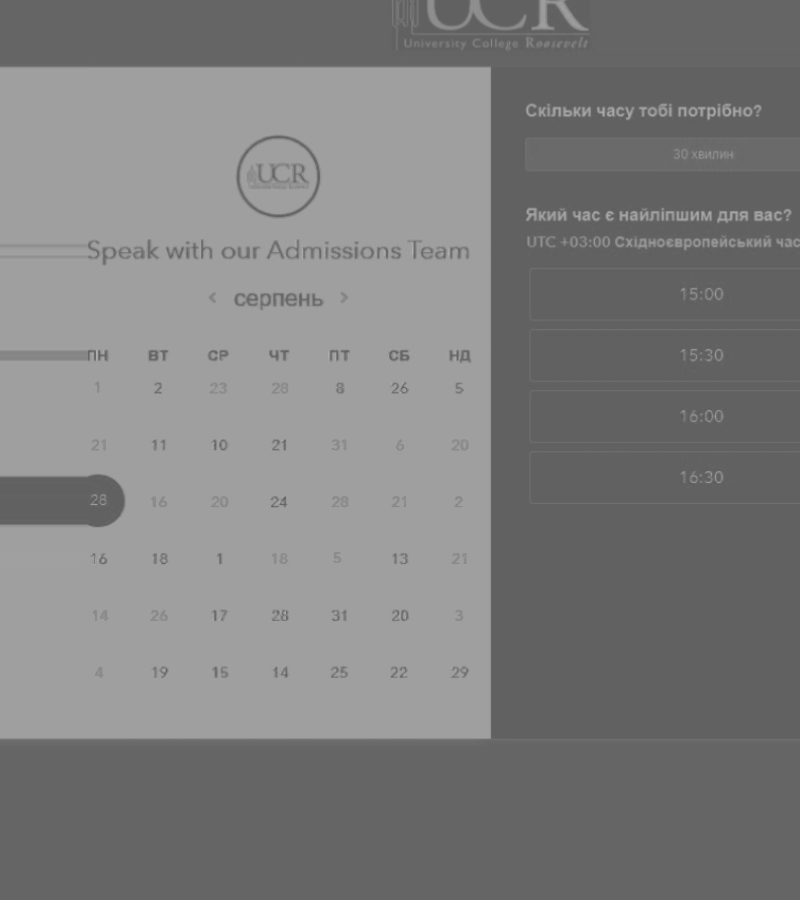 UCR
University College Roosevelt
UCR
Speak with our Admissions Team
< серпень >
ПН ВТ СР ЧТ ПТ СБ НД
1 2 23 28 8 26 5
21 11 10 21 31 6 20
28 16 20 24 28 21 2
16 18 1 18 5 13 21
14 26 17 28 31 20 3
4 19 15 14 25 22 29
Скільки часу тобі потрібно?
30 хвилин
Який час є найліпшим для вас?
UTC +03:00 Східноєвропейський час
15:00
15:30
16:00
16:30